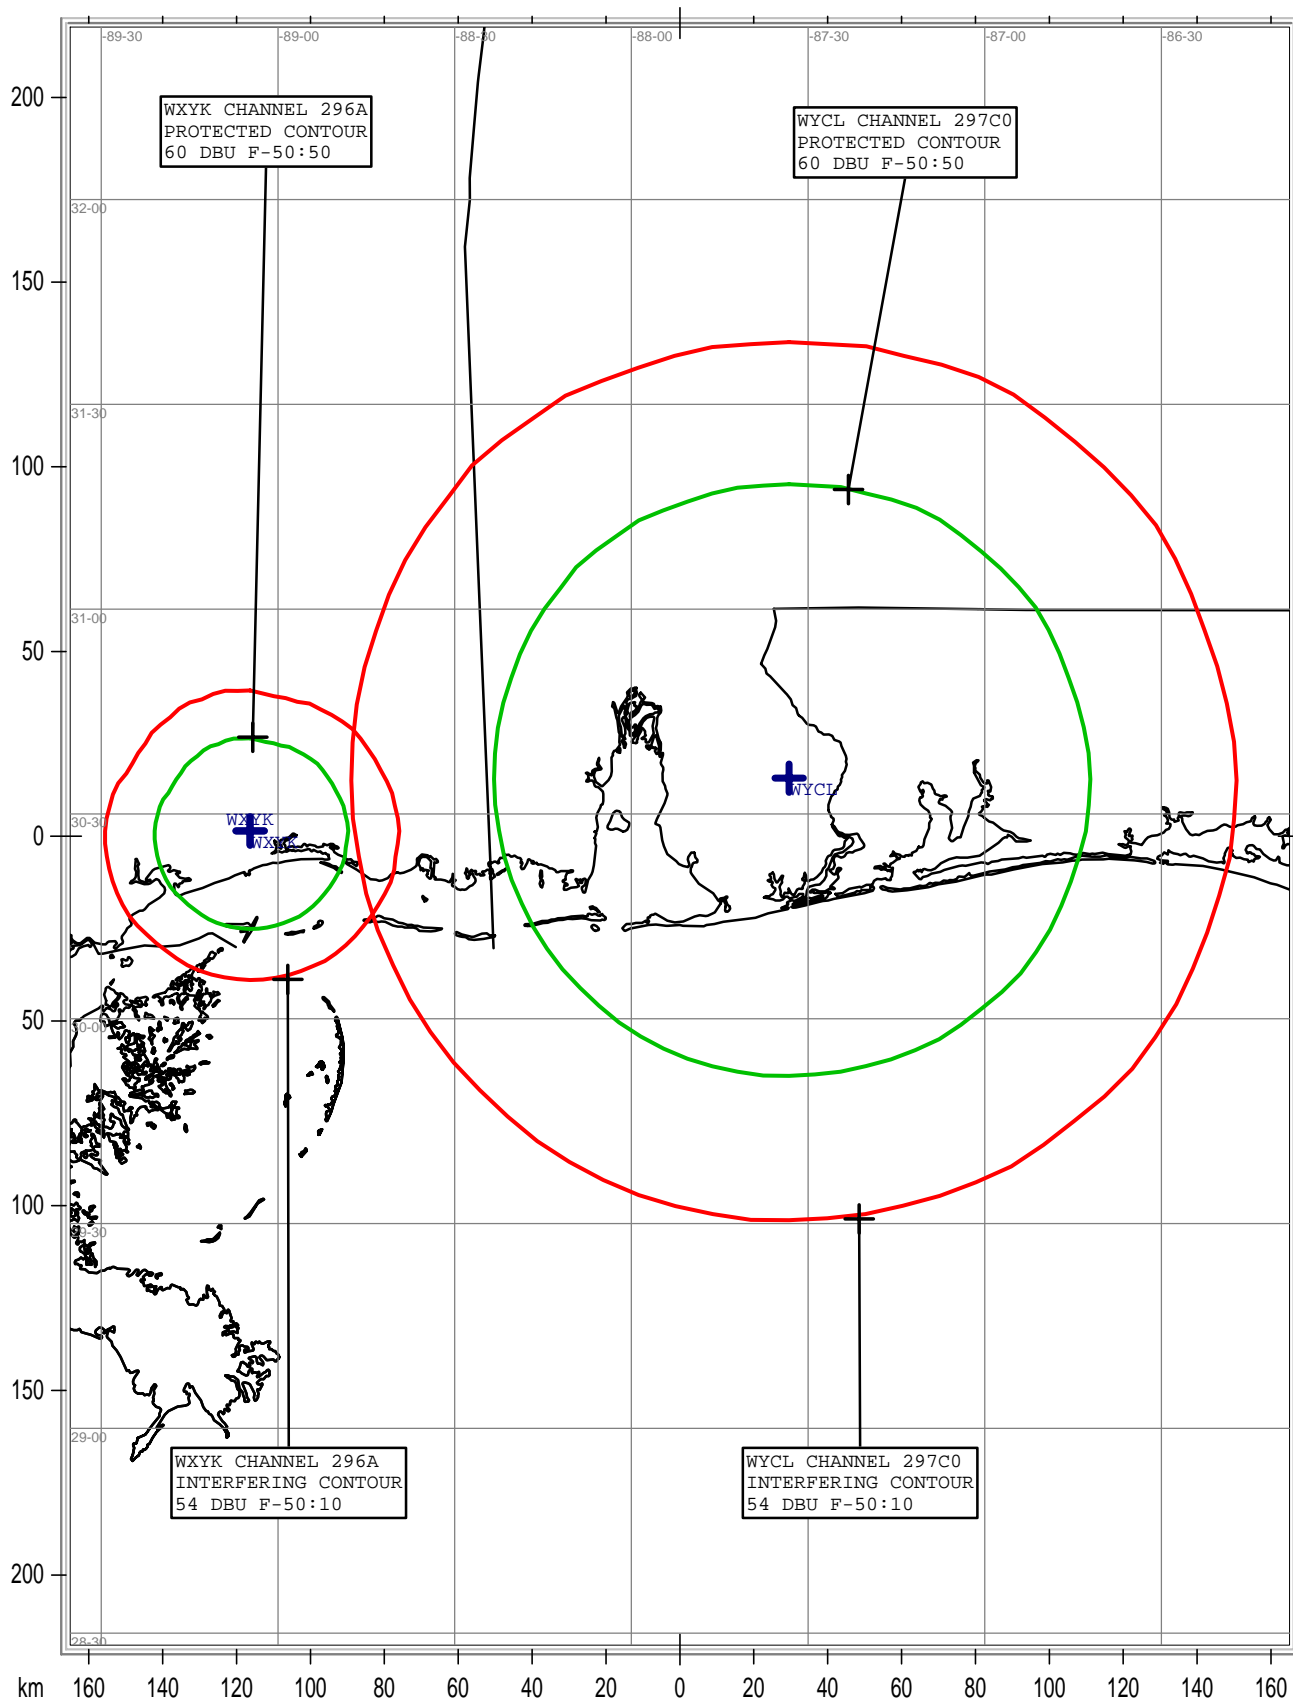 -89-30 -89-00 -88-30 -88-00 -87-30 -87-00 -86-30
200
WXYK CHANNEL 296A
PROTECTED CONTOUR
60 DBU F-50:50
WYCL CHANNEL 297C0
PROTECTED CONTOUR
60 DBU F-50:50
32-00
150
31-30
100
31-00
50
WYCL
30-30
0
WXYK
WXYK
50
30-00
100
29-30
150
29-00
WXYK CHANNEL 296A
INTERFERING CONTOUR
54 DBU F-50:10
WYCL CHANNEL 297C0
INTERFERING CONTOUR
54 DBU F-50:10
200
28-30
km 160 140 120 100 80 60 40 20 0 20 40 60 80 100 120 140 160